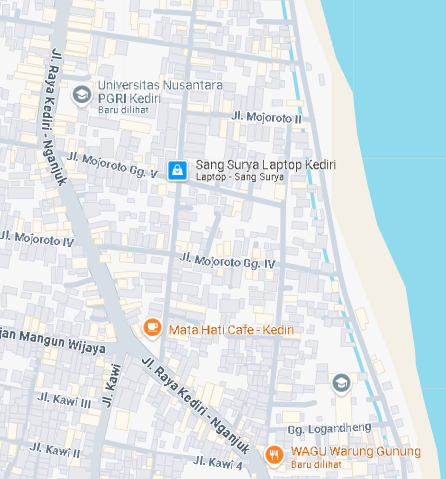 Jl. Raya Kediri - Nganjuk
Universitas Nusantara
PGRI Kediri
Baru dilihat
Jl. Mojoroto II
Jl. Mojoroto Gg. V
Sang Surya Laptop Kediri
Laptop - Sang Surya
Jl. Mojoroto IV
Jl. Mojoroto Gg. IV
Mata Hati Cafe - Kediri
jan Mangun Wijaya
Jl. Raya Kediri - Nganjuk
Jl. Kawi
Jl. Kawi III
Gg. Logandheng
Jl. Kawi II
Jl. Kawi 4
WAGU Warung Gunung
Baru dilihat